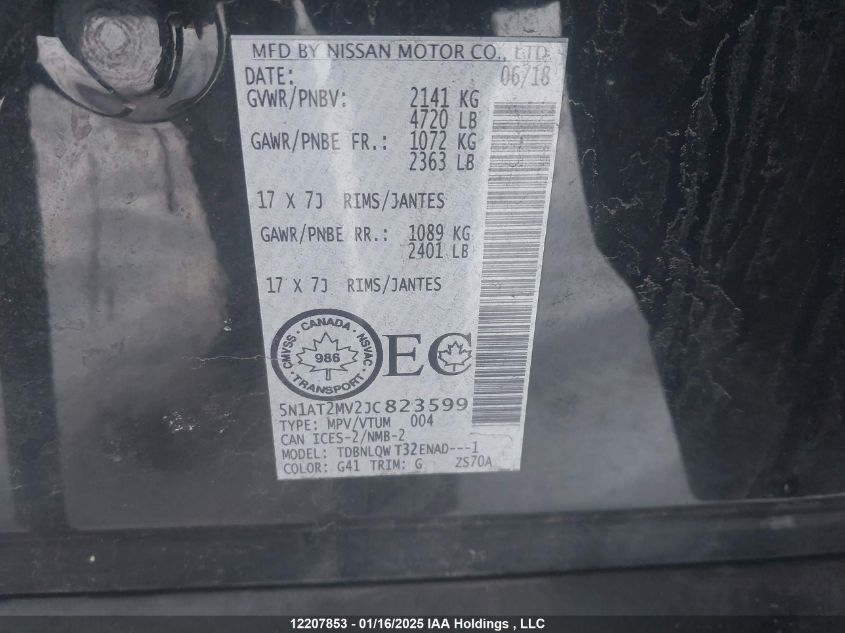 MFD BY NISSAN MOTOR CO., LTD.
DATE: 06/18
GVWR/PNBV: 2141 KG
4720 LB
GAWR/PNBE FR.: 1072 KG
2363 LB
17 X 7J RIMS/JANTES
GAWR/PNBE RR.: 1089 KG
2401 LB
17 X 7J RIMS/JANTES
CMVSS · CANADA · NSVAC
986
TRANSPORT
EC
5N1AT2MV2JC823599
TYPE: MPV/VTUM 004
CAN ICES-2/NMB-2
MODEL: TDBNLQW T32ENAD---1
COLOR: G41 TRIM: G ZS70A
12207853 - 01/16/2025 IAA Holdings , LLC